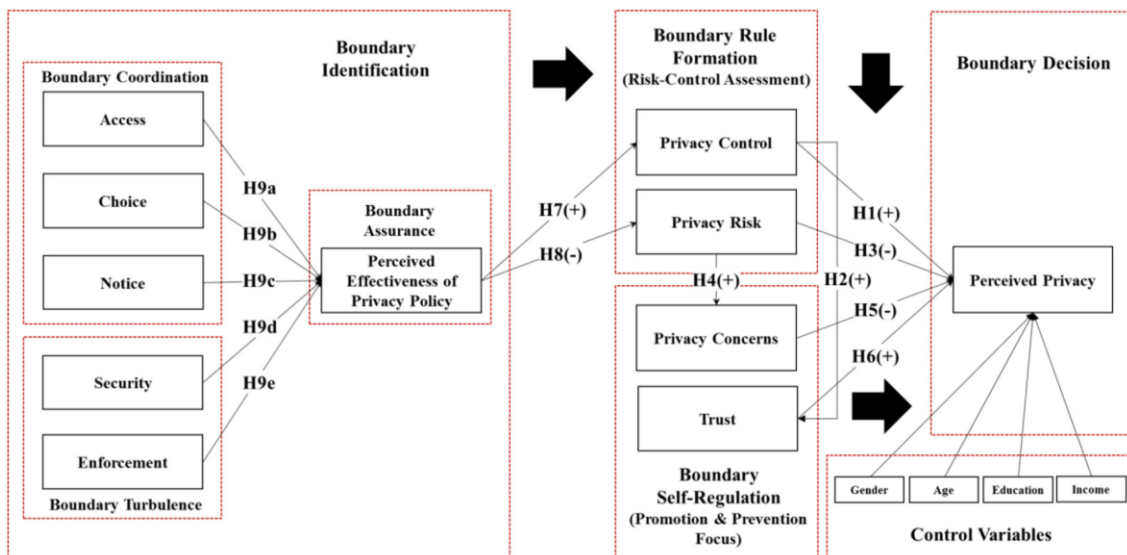 Boundary
Identification
Boundary Coordination
Access
Choice
Notice
H9a
H9b
H9c
H9d
H9e
Security
Enforcement
Boundary Turbulence
Boundary
Assurance
Perceived
Effectiveness of
Privacy Policy
H7(+)
H8(-)
Boundary Rule
Formation
(Risk-Control Assessment)
Privacy Control
Privacy Risk
H4(+)
Privacy Concerns
Trust
Boundary
Self-Regulation
(Promotion & Prevention
Focus)
H1(+)
H3(-)
H2(+)
H5(-)
H6(+)
Boundary Decision
Perceived Privacy
Gender
Age
Education
Income
Control Variables